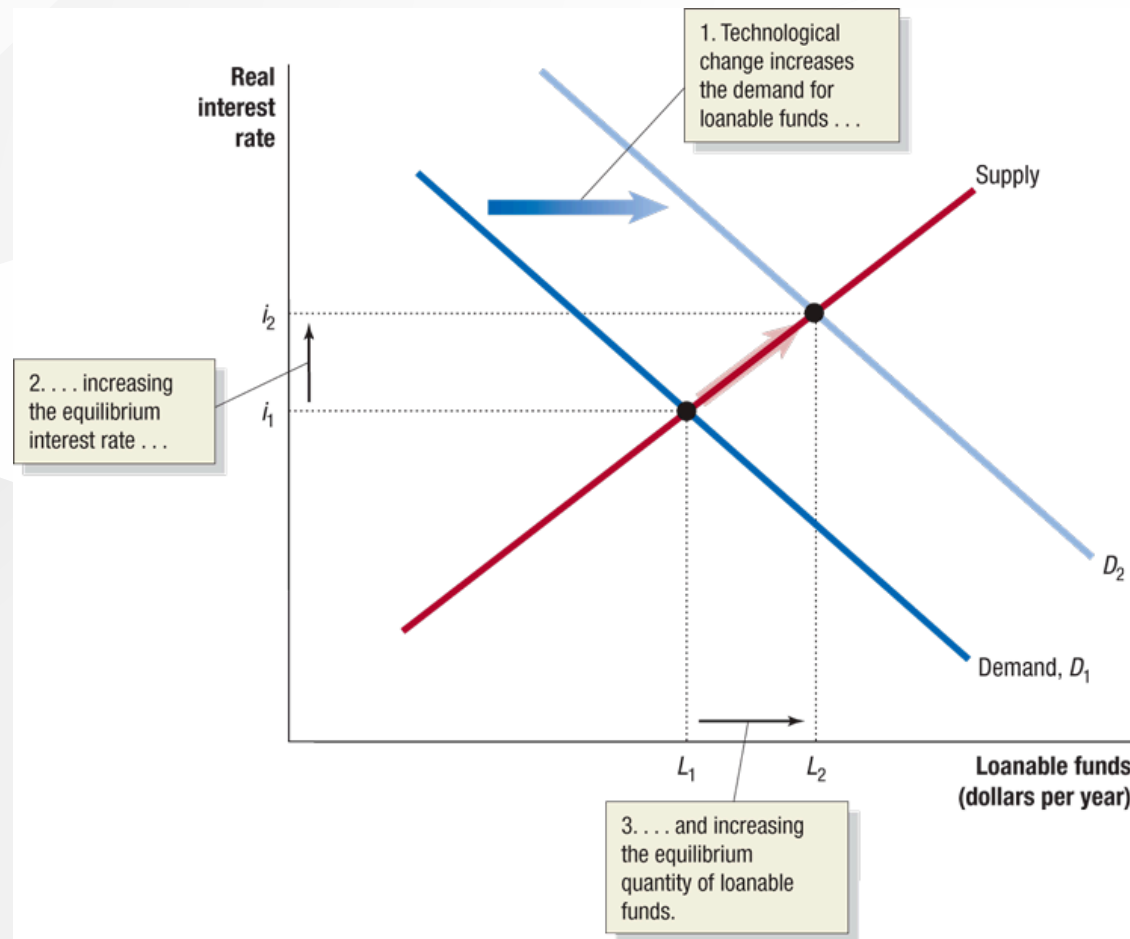 1. Technological
change increases
the demand for
loanable funds . . .
Real
interest
rate
Supply
i₂
2. . . . increasing
the equilibrium
interest rate . . .
i₁
D₂
Demand, D₁
L₁
L₂
Loanable funds
(dollars per year)
3. . . . and increasing
the equilibrium
quantity of loanable
funds.